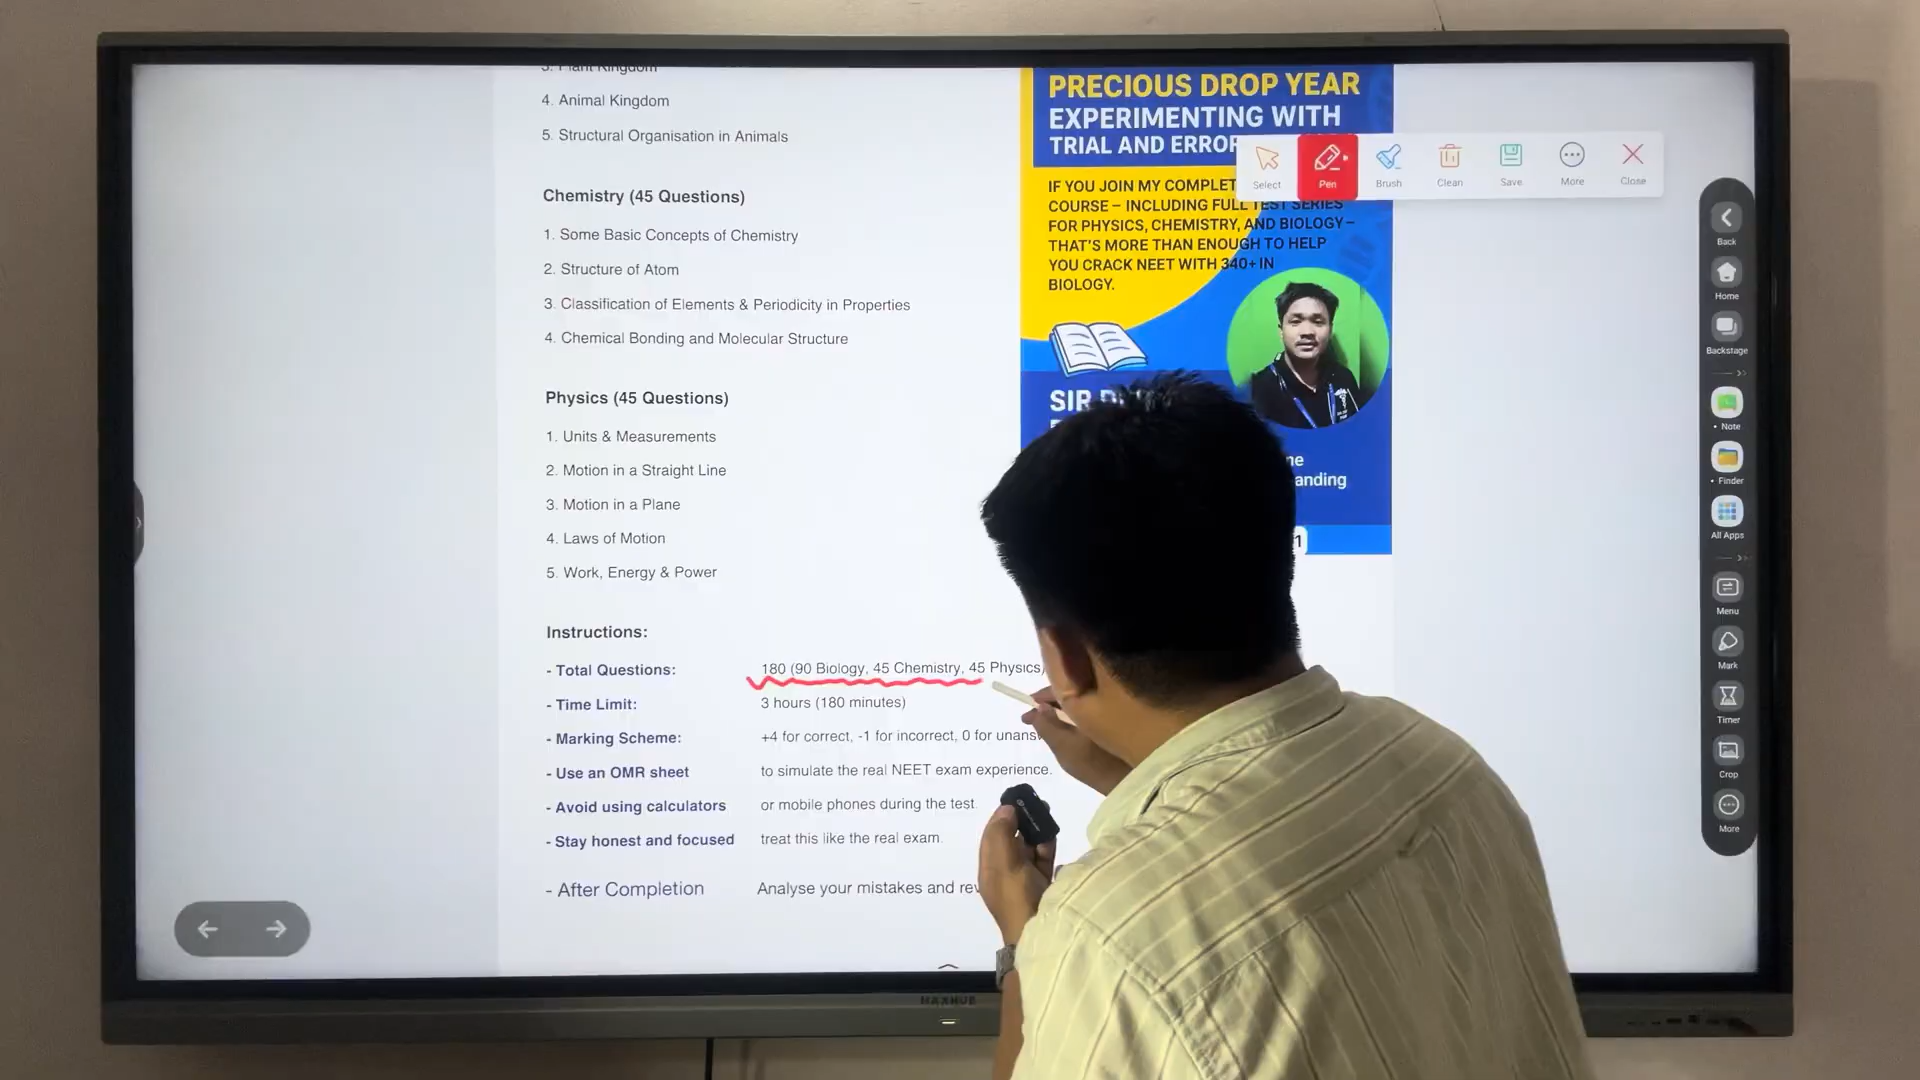 3. Plant Kingdom
4. Animal Kingdom
5. Structural Organisation in Animals
Chemistry (45 Questions)
1. Some Basic Concepts of Chemistry
2. Structure of Atom
3. Classification of Elements & Periodicity in Properties
4. Chemical Bonding and Molecular Structure
Physics (45 Questions)
1. Units & Measurements
2. Motion in a Straight Line
3. Motion in a Plane
4. Laws of Motion
5. Work, Energy & Power
Instructions:
- Total Questions: 180 (90 Biology, 45 Chemistry, 45 Physics)
- Time Limit: 3 hours (180 minutes)
- Marking Scheme: +4 for correct, -1 for incorrect, 0 for
- Use an OMR sheet to simulate the real NEET exam experience.
- Avoid using calculators or mobile phones during the test.
- Stay honest and focused treat this like the real exam.
- After Completion Analyse your mistakes and
PRECIOUS DROP YEAR
EXPERIMENTING WITH
TRIAL AND ERROR
IF YOU JOIN MY COMPLET
COURSE – INCLUDING FULL TEST SERIES
FOR PHYSICS, CHEMISTRY, AND BIOLOGY–
THAT'S MORE THAN ENOUGH TO HELP
YOU CRACK NEET WITH 340+ IN
BIOLOGY.
SIR
ne
anding
1
Select
Pen
Brush
Clean
Save
More
Close
Back
Home
Backstage
Note
Finder
All Apps
Menu
Mark
Timer
Crop
More
MAXHUB